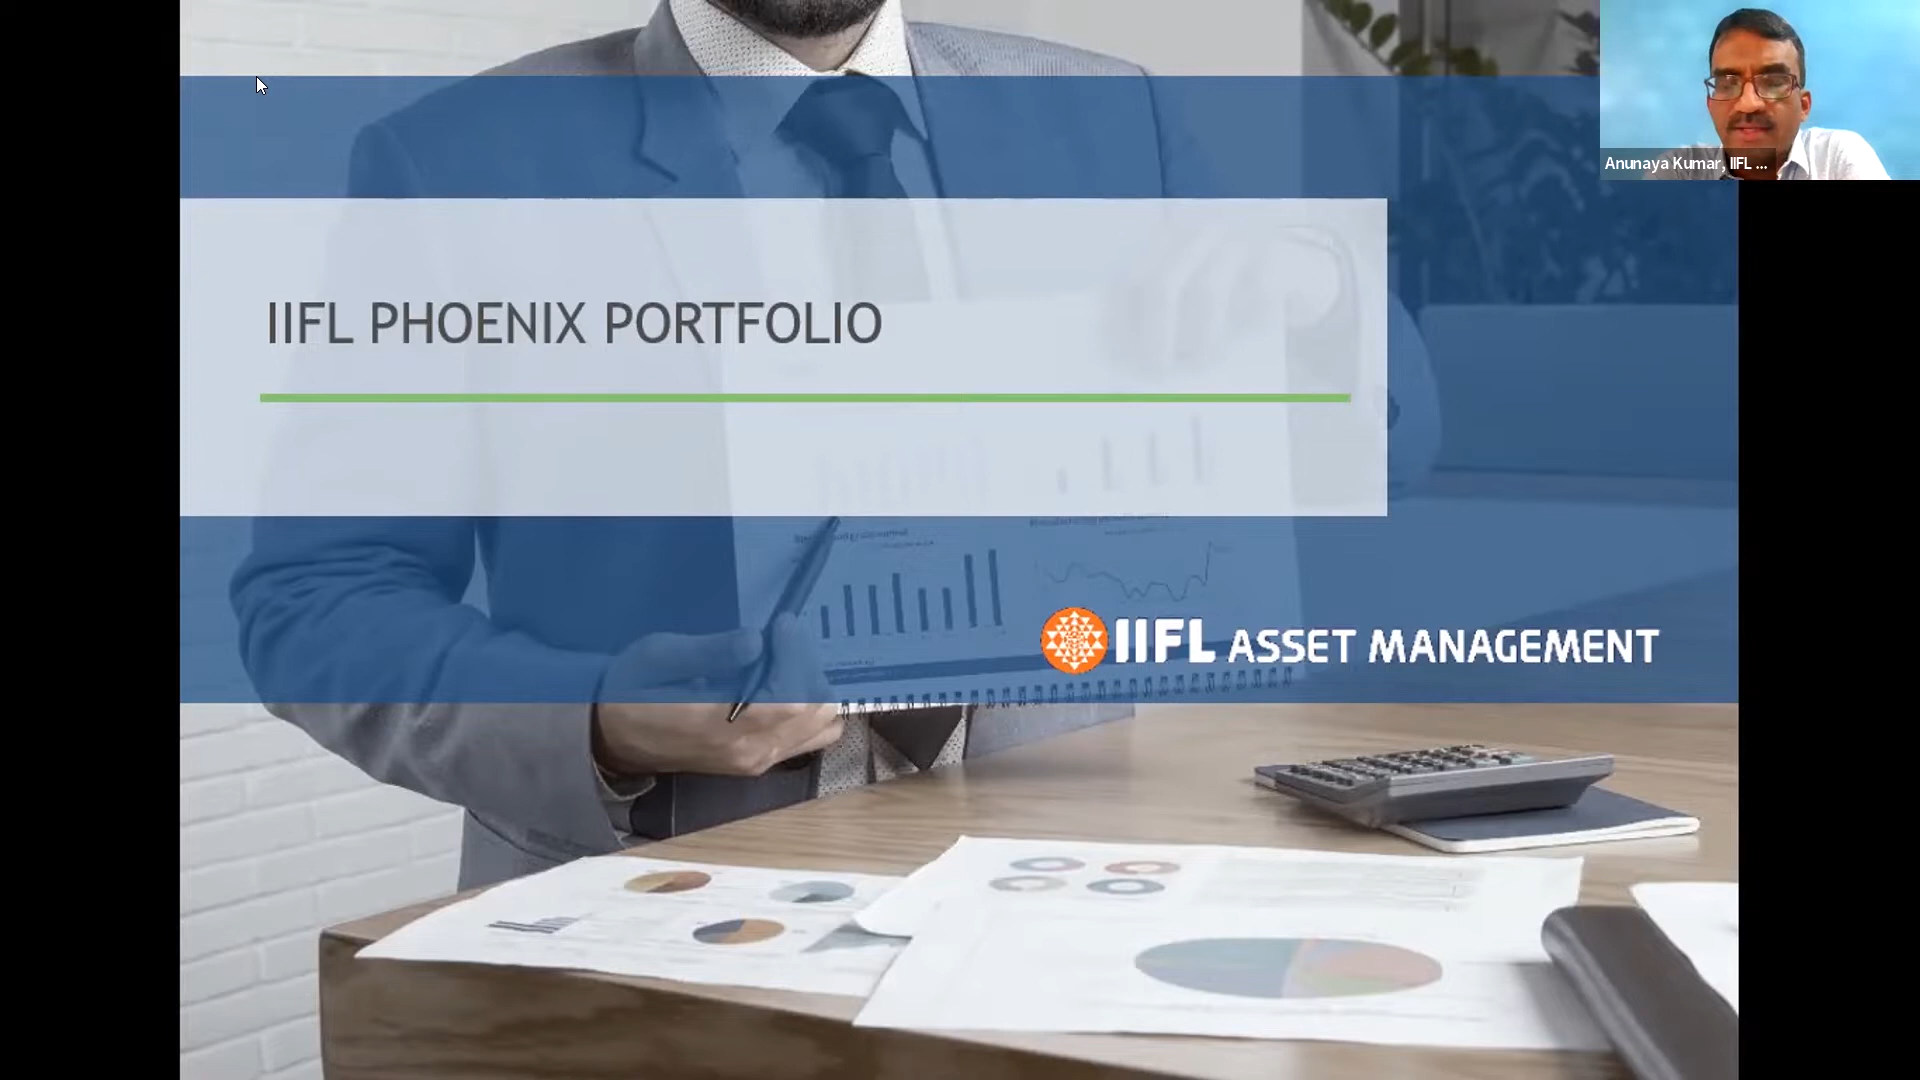 Anunaya Kumar, IIFL ...
IIFL PHOENIX PORTFOLIO
IIFL ASSET MANAGEMENT